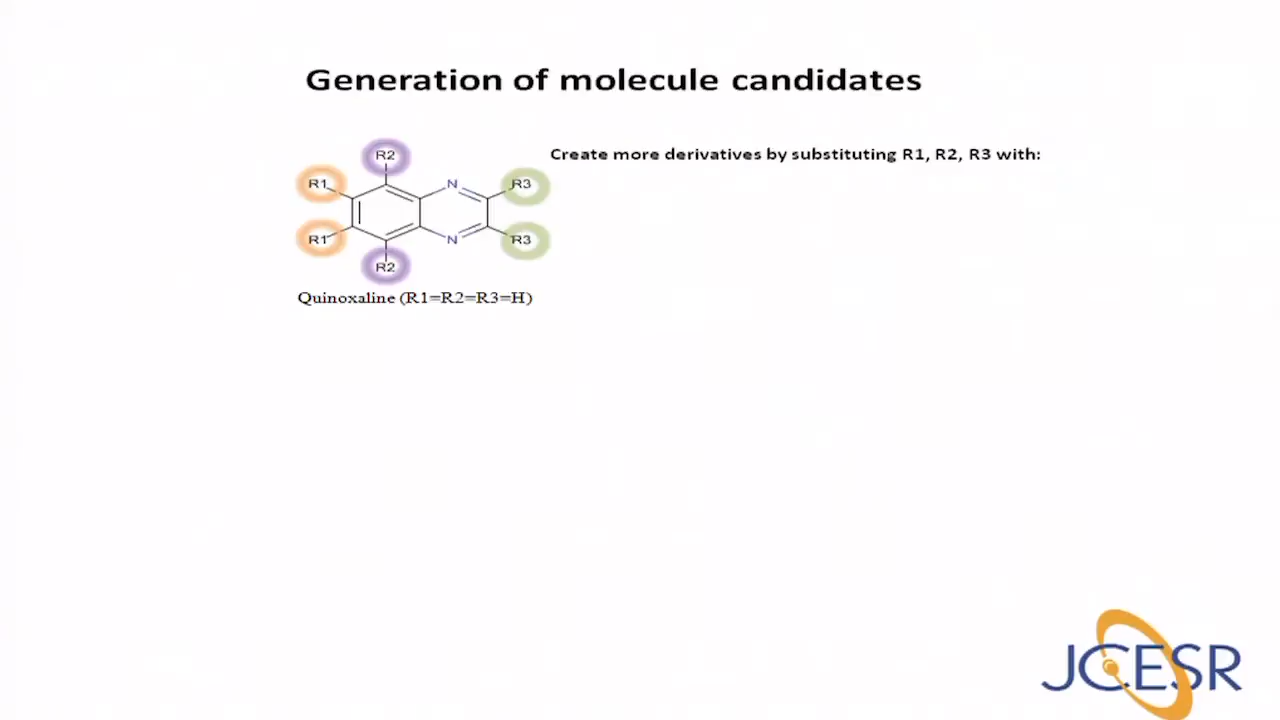 Generation of molecule candidates
R2
Create more derivatives by substituting R1, R2, R3 with:
R1 N R3
R1 N R3
R2
Quinoxaline (R1=R2=R3=H)
JCESR